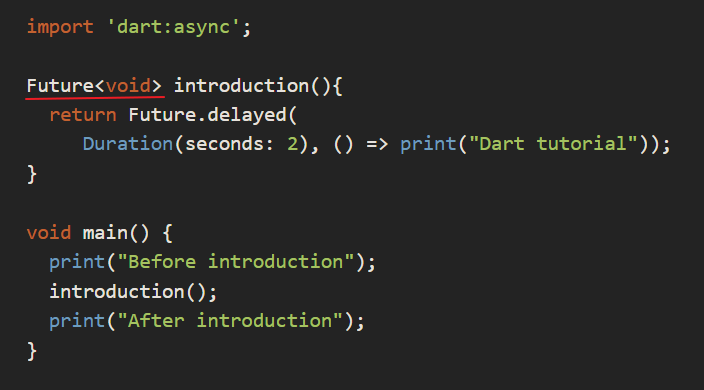 import 'dart:async';
Future<void> introduction(){
return Future.delayed(
Duration(seconds: 2), () => print("Dart tutorial"));
}
void main() {
print("Before introduction");
introduction();
print("After introduction");
}